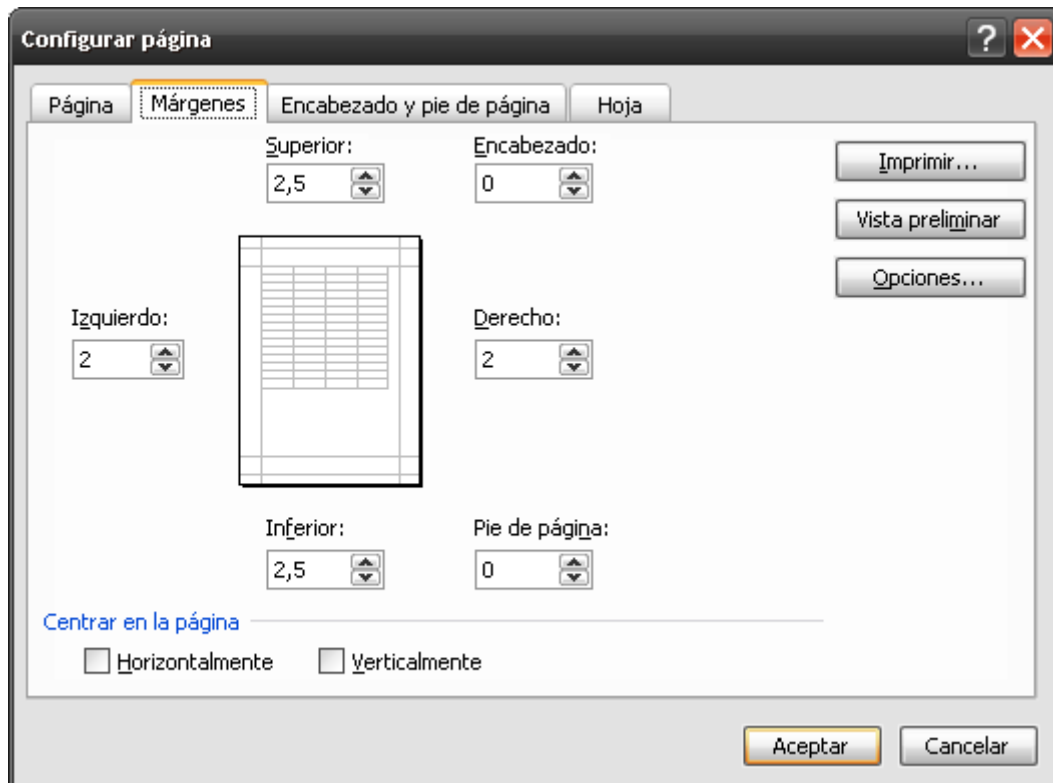 Configurar página
Página Márgenes Encabezado y pie de página Hoja
Superior: Encabezado:
2,5 0
Imprimir...
Vista preliminar
Opciones...
Izquierdo: Derecho:
2 2
Inferior: Pie de página:
2,5 0
Centrar en la página
Horizontalmente Verticalmente
Aceptar Cancelar